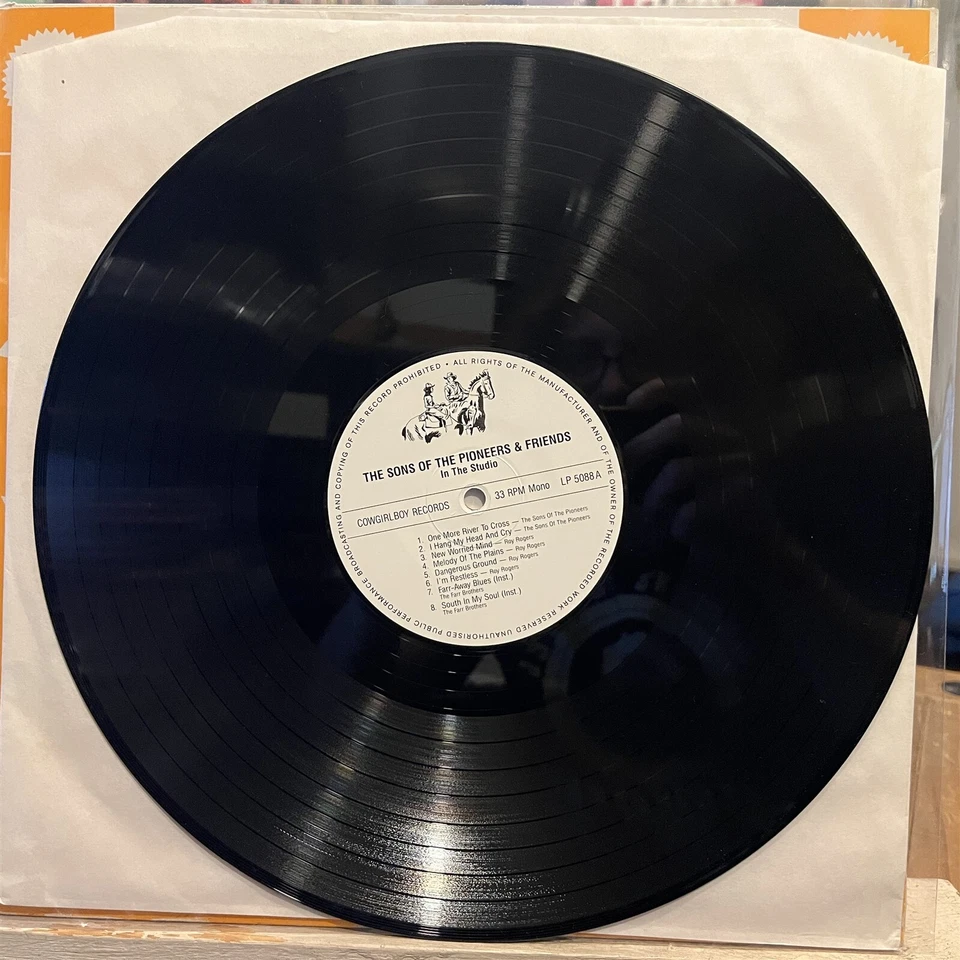 PUBLIC PERFORMANCE BROADCASTING AND COPYING OF THIS RECORD PROHIBITED • ALL RIGHTS OF THE MANUFACTURER AND OF THE OWNER OF THE RECORDED WORK RESERVED UNAUTHORISED
THE SONS OF THE PIONEERS & FRIENDS
In The Studio
COWGIRLBOY RECORDS 33 RPM Mono LP 5088 A
1. One More River To Cross — The Sons Of The Pioneers
2. I Hang My Head And Cry — The Sons Of The Pioneers
3. New Worried Mind — Roy Rogers
4. Melody Of The Plains — Roy Rogers
5. Dangerous Ground — Roy Rogers
6. I'm Restless — Roy Rogers
7. Farr-Away Blues (Inst.)
The Farr Brothers
8. South In My Soul (Inst.)
The Farr Brothers